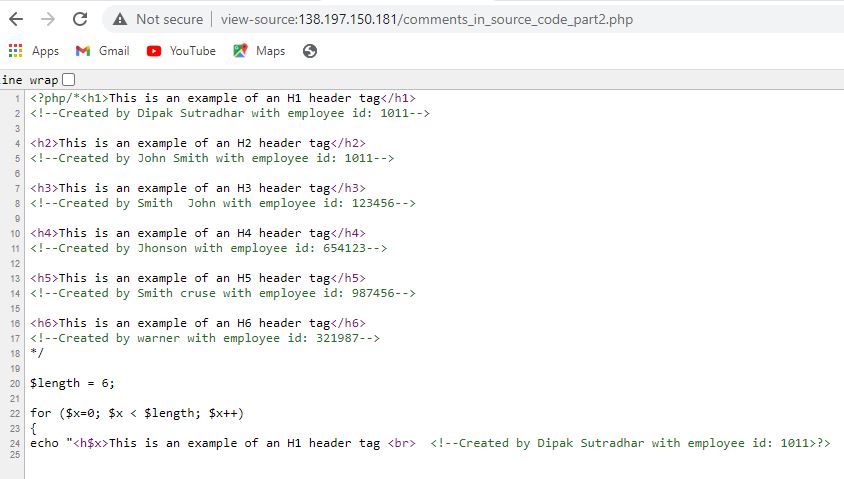 Not secure | view-source:138.197.150.181/comments_in_source_code_part2.php
Apps Gmail YouTube Maps
ine wrap
1 <?php/*<h1>This is an example of an H1 header tag</h1>
2 <!--Created by Dipak Sutradhar with employee id: 1011-->
3
4 <h2>This is an example of an H2 header tag</h2>
5 <!--Created by John Smith with employee id: 1011-->
6
7 <h3>This is an example of an H3 header tag</h3>
8 <!--Created by Smith  John with employee id: 123456-->
9
10 <h4>This is an example of an H4 header tag</h4>
11 <!--Created by Jhonson with employee id: 654123-->
12
13 <h5>This is an example of an H5 header tag</h5>
14 <!--Created by Smith cruse with employee id: 987456-->
15
16 <h6>This is an example of an H6 header tag</h6>
17 <!--Created by warner with employee id: 321987-->
18 */
19
20 $length = 6;
21
22 for ($x=0; $x < $length; $x++)
23 {
24 echo "<h$x>This is an example of an H1 header tag <br>  <!--Created by Dipak Sutradhar with employee id: 1011>?>
25